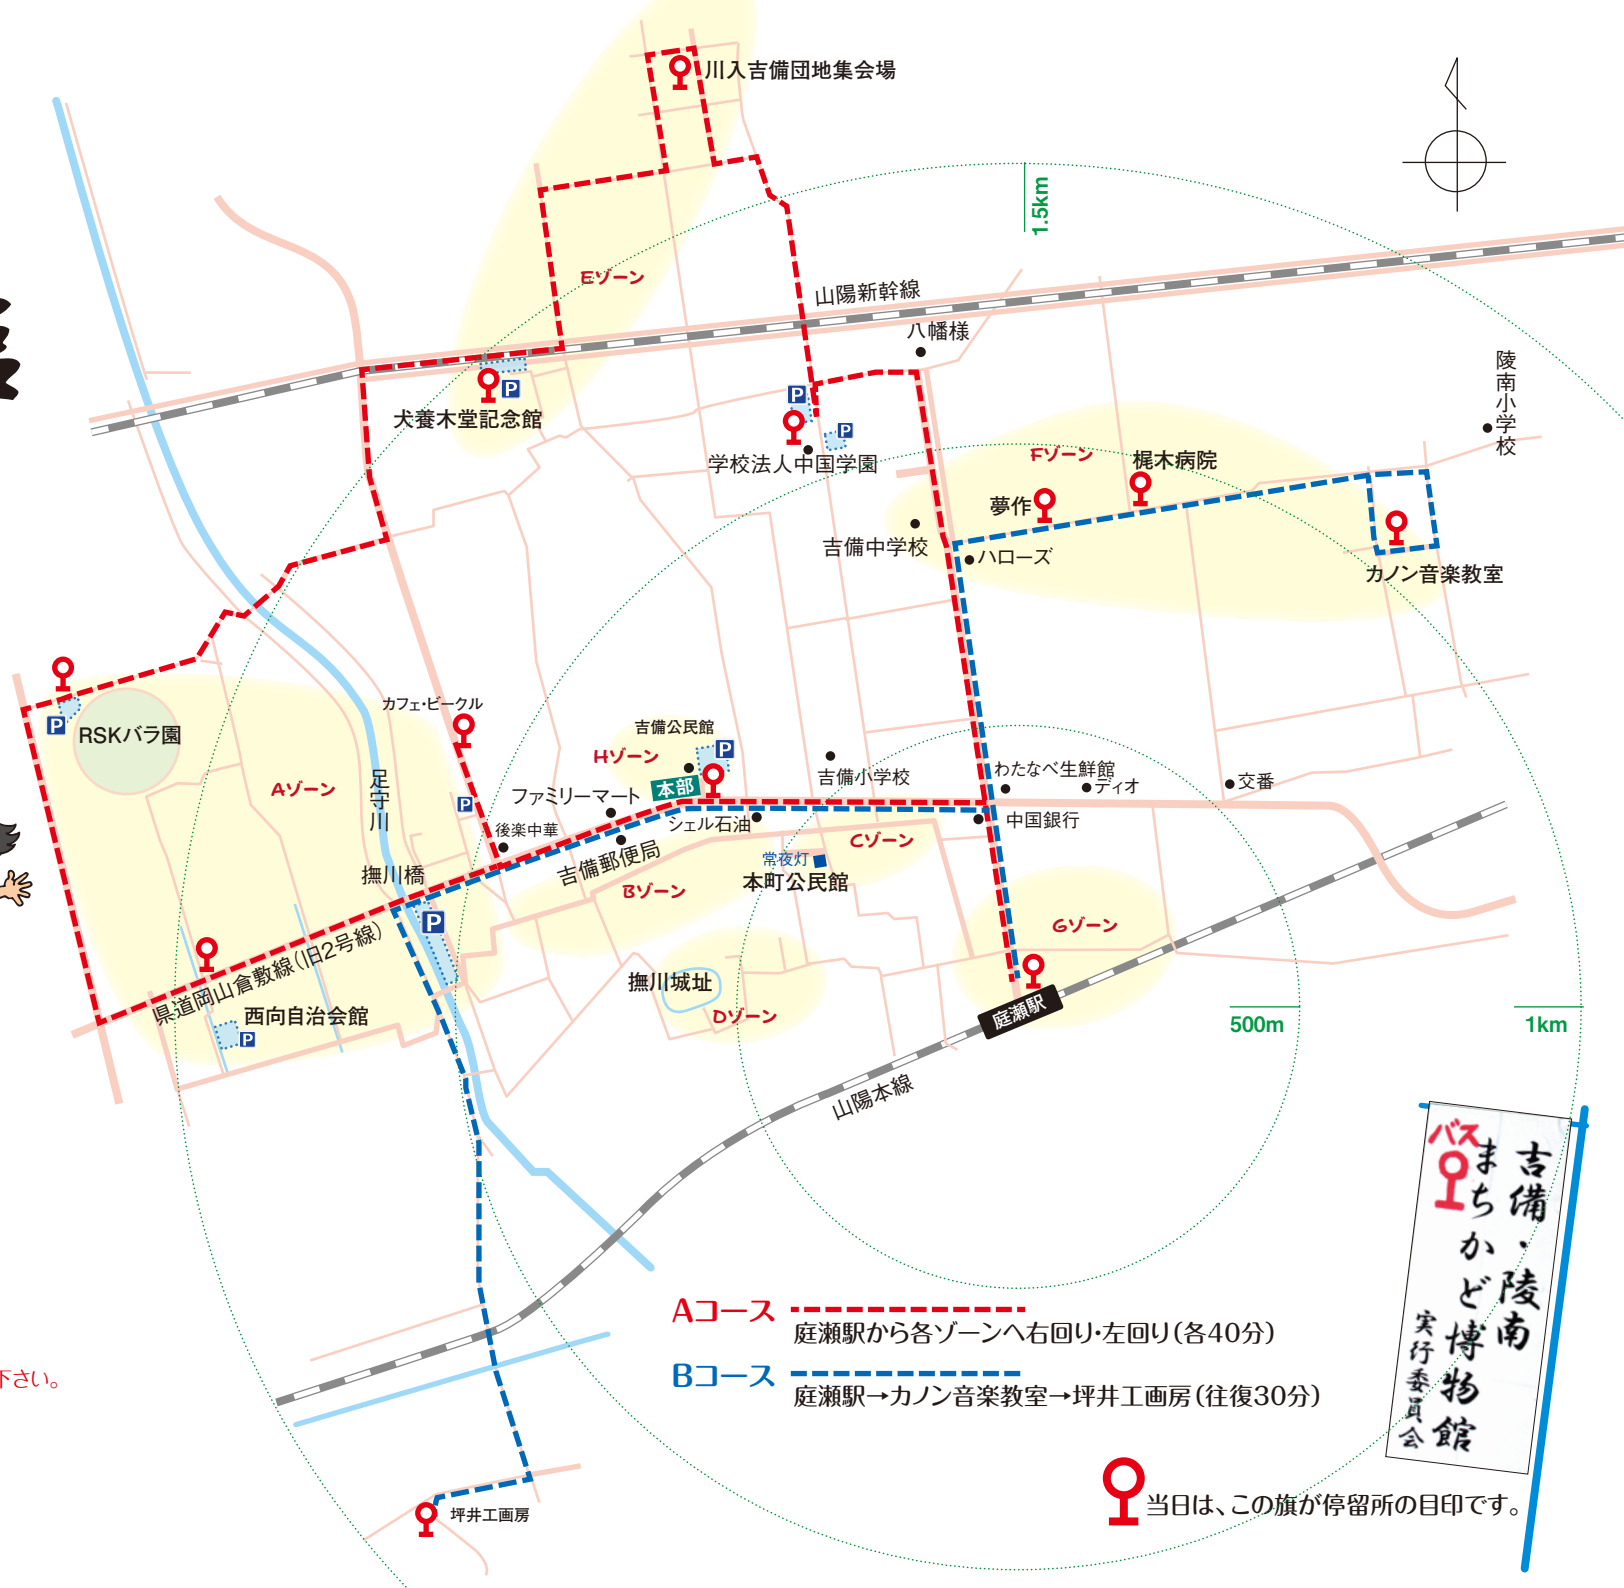 川入吉備団地集会場
1.5km
Eゾーン
山陽新幹線
八幡様
陵南小学校
P
犬養木堂記念館
P
P
学校法人中国学園
Fゾーン
梶木病院
夢作
吉備中学校
ハローズ
カノン音楽教室
P
RSKバラ園
カフェ・ビークル
吉備公民館
Hゾーン
P
本部
吉備小学校
わたなべ生鮮館
ディオ
交番
Aゾーン
足守川
P
ファミリーマート
シェル石油
中国銀行
後楽中華
吉備郵便局
常夜灯
本町公民館
Cゾーン
撫川橋
Bゾーン
P
Gゾーン
県道岡山倉敷線(旧2号線)
西向自治会館
P
撫川城址
Dゾーン
庭瀬駅
500m
1km
山陽本線
バス
吉備・陵南
まちかど博物館
実行委員会
Aコース
庭瀬駅から各ゾーンへ右回り・左回り(各40分)
Bコース
庭瀬駅→カノン音楽教室→坪井工画房(往復30分)
下さい。
坪井工画房
当日は、この旗が停留所の目印です。